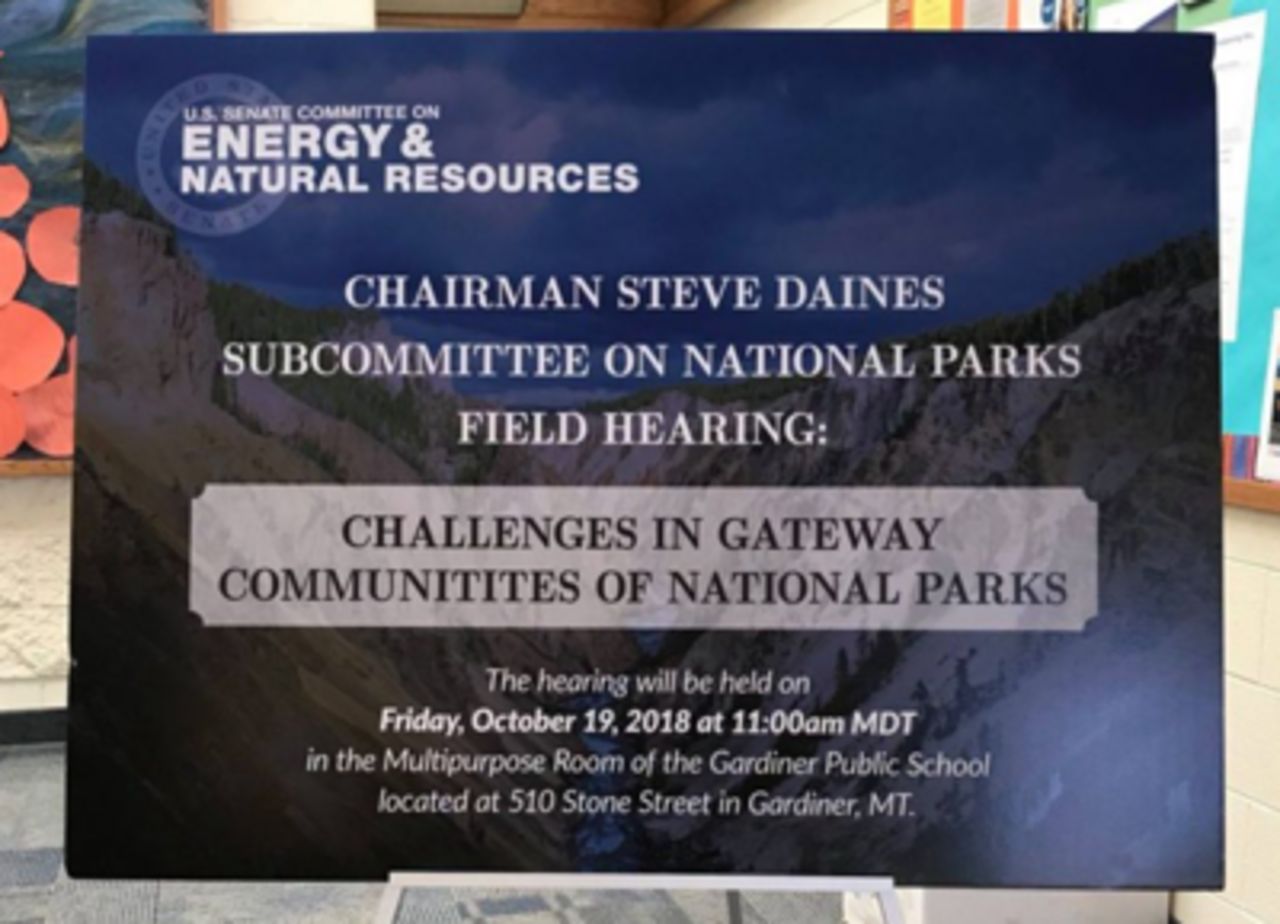 U.S. SENATE COMMITTEE ON
ENERGY &
NATURAL RESOURCES
CHAIRMAN STEVE DAINES
SUBCOMMITTEE ON NATIONAL PARKS
FIELD HEARING:
CHALLENGES IN GATEWAY
COMMUNITITES OF NATIONAL PARKS
The hearing will be held on
Friday, October 19, 2018 at 11:00am MDT
in the Multipurpose Room of the Gardiner Public School
located at 510 Stone Street in Gardiner, MT.